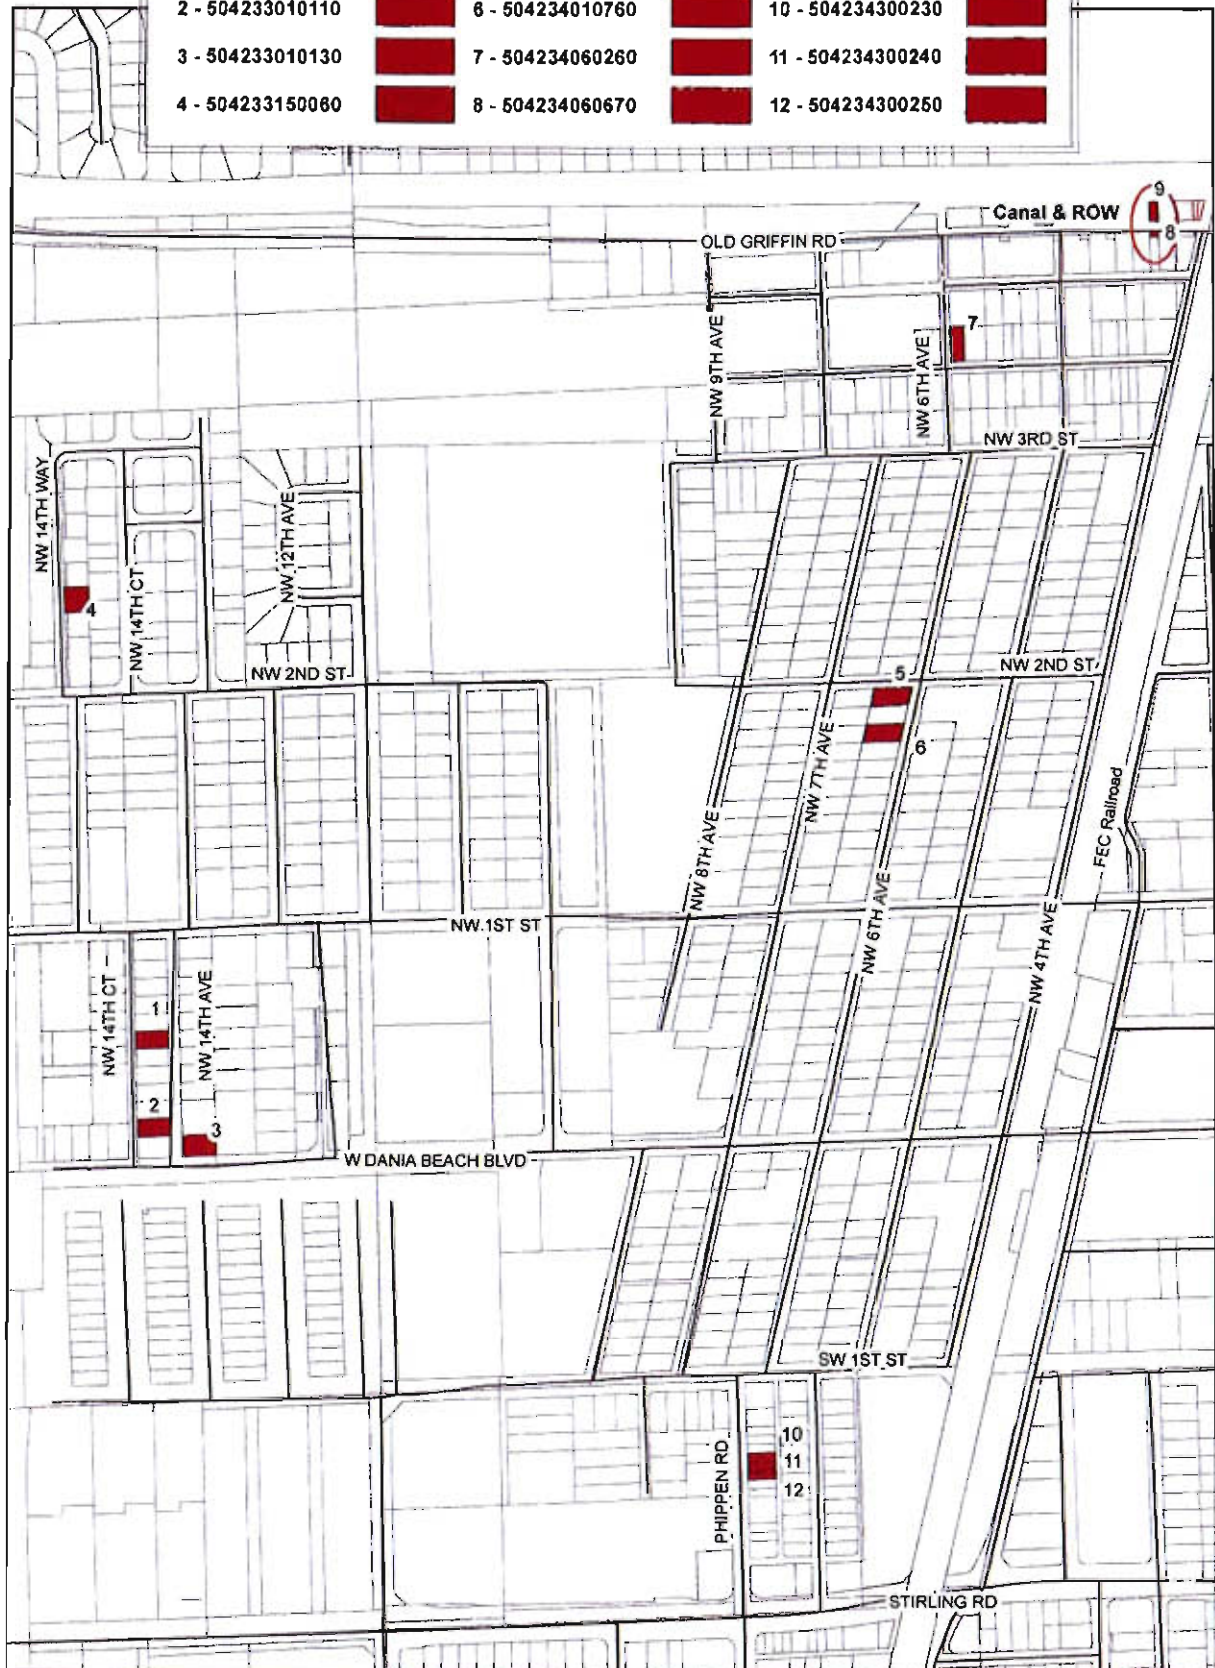 2 - 504233010110 6 - 504234010760 10 - 504234300230
3 - 504233010130 7 - 504234060260 11 - 504234300240
4 - 504233150060 8 - 504234060670 12 - 504234300250
9
Canal & ROW
8
OLD GRIFFIN RD
7
NW 9TH AVE
NW 6TH AVE
NW 3RD ST
NW 14TH WAY
NW 12TH AVE
4
NW 14TH CT
NW 2ND ST
NW 2ND ST
5
6
NW 7TH AVE
FEC Railroad
NW 8TH AVE
NW 6TH AVE
NW 1ST ST
NW 4TH AVE
NW 14TH CT
1
NW 14TH AVE
2
3
W DANIA BEACH BLVD
SW 1ST ST
10
11
12
PHIPPEN RD
STIRLING RD